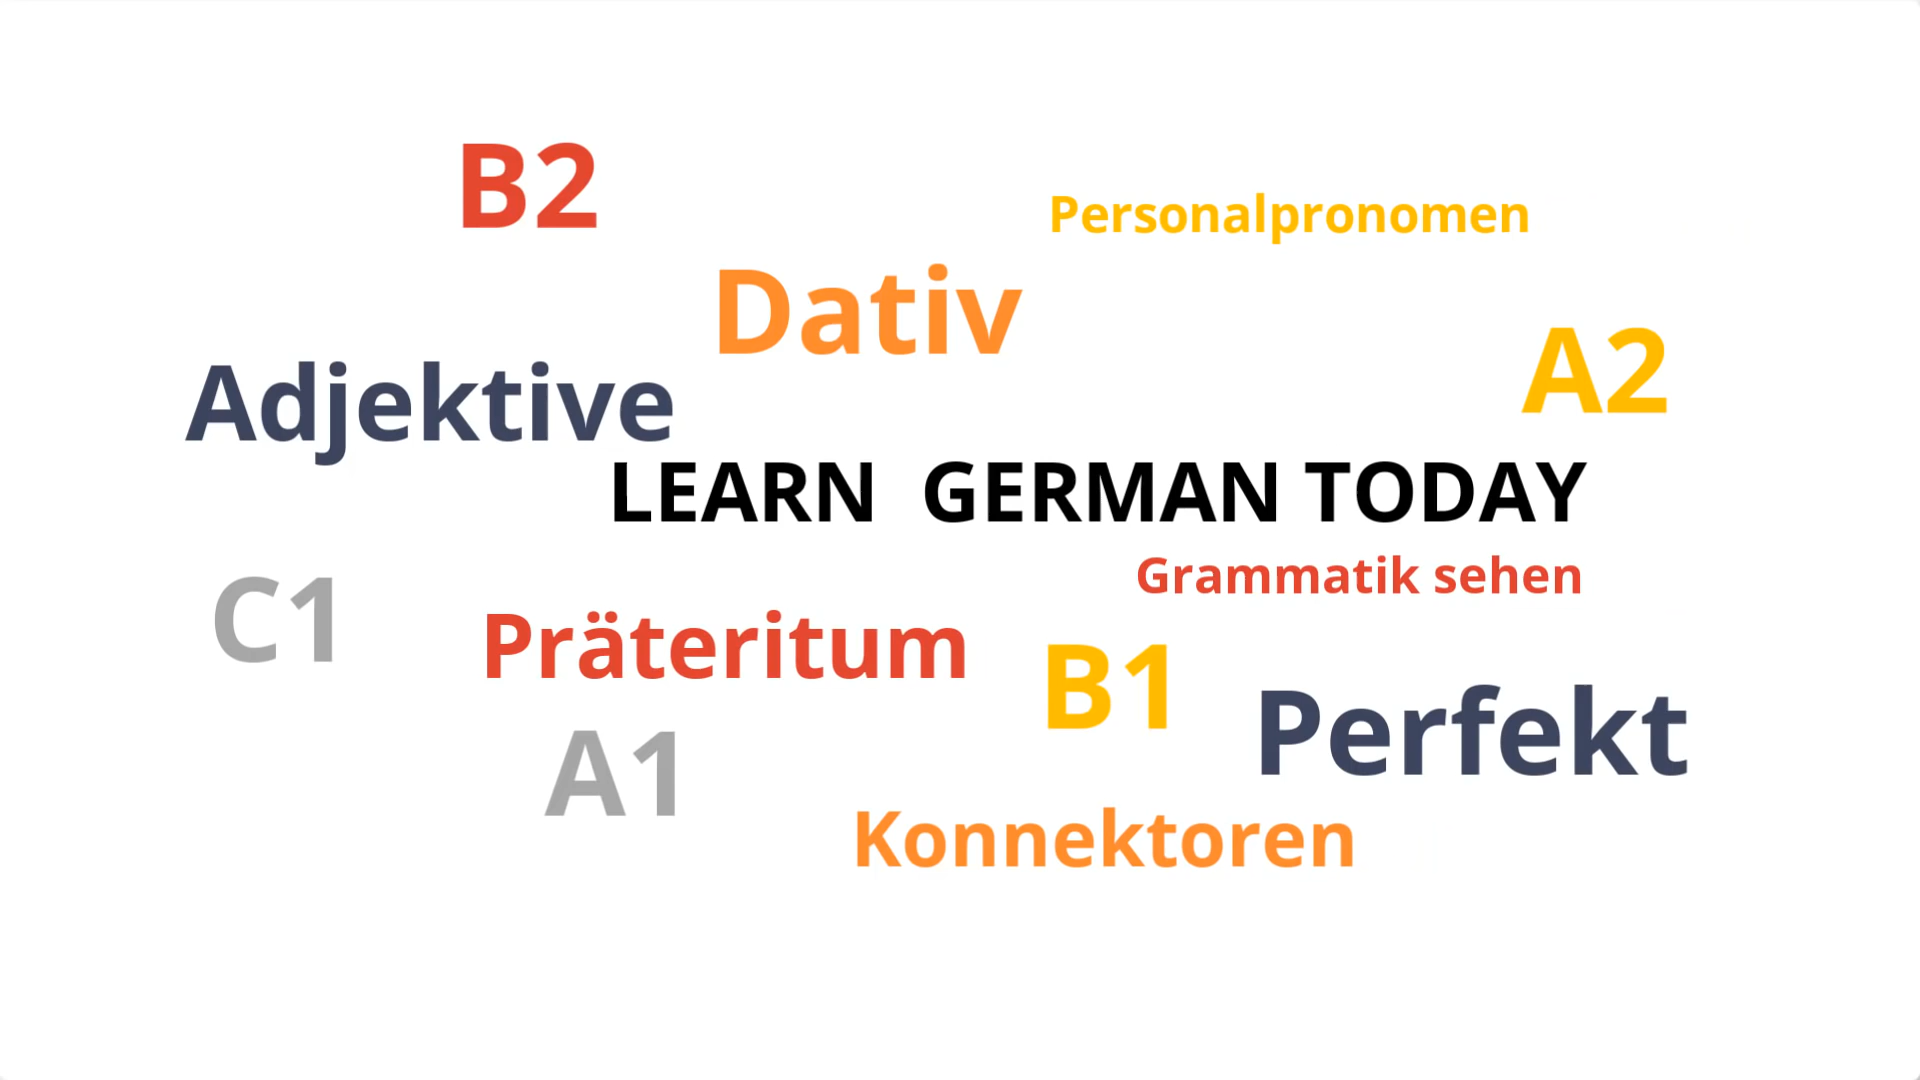 B2
Personalpronomen
Dativ
A2
Adjektive
LEARN GERMAN TODAY
Grammatik sehen
C1
Präteritum
B1
Perfekt
A1
Konnektoren